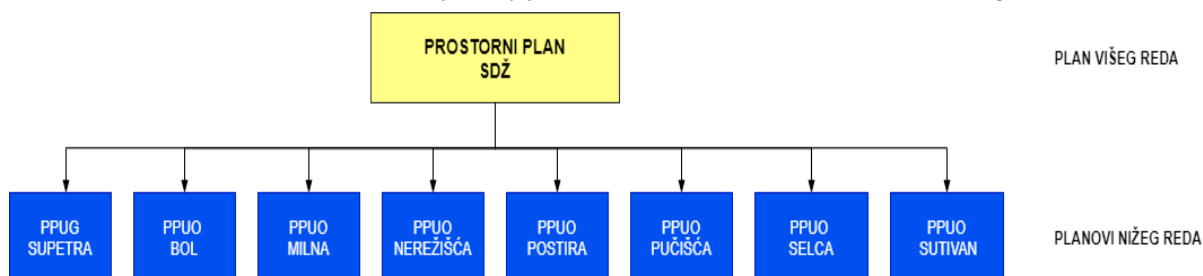 PROSTORNI PLAN
SDŽ
PLAN VIŠEG REDA
PPUG
SUPETRA
PPUO
BOL
PPUO
MILNA
PPUO
NEREŽIŠĆA
PPUO
POSTIRA
PPUO
PUČIŠĆA
PPUO
SELCA
PPUO
SUTIVAN
PLANOVI NIŽEG REDA